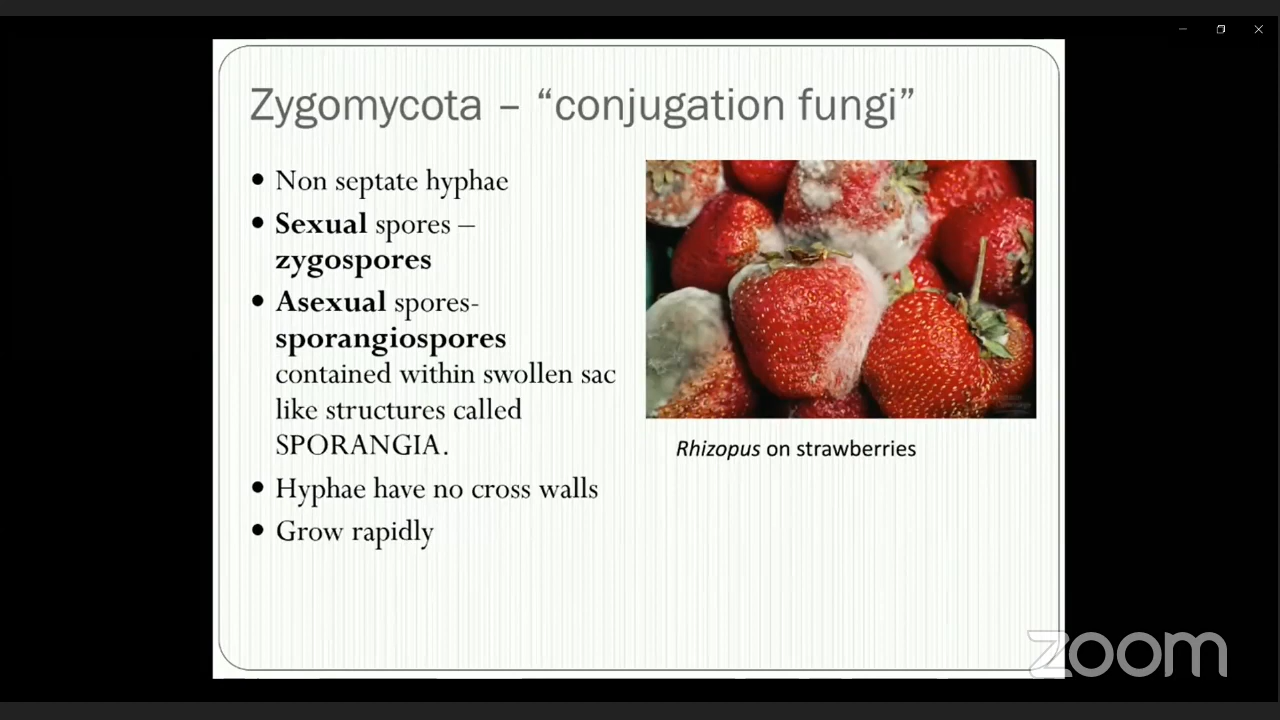 Zygomycota – “conjugation fungi”
• Non septate hyphae
• Sexual spores –
zygospores
• Asexual spores-
sporangiospores
contained within swollen sac
like structures called
SPORANGIA.
• Hyphae have no cross walls
• Grow rapidly
Rhizopus on strawberries
zoom